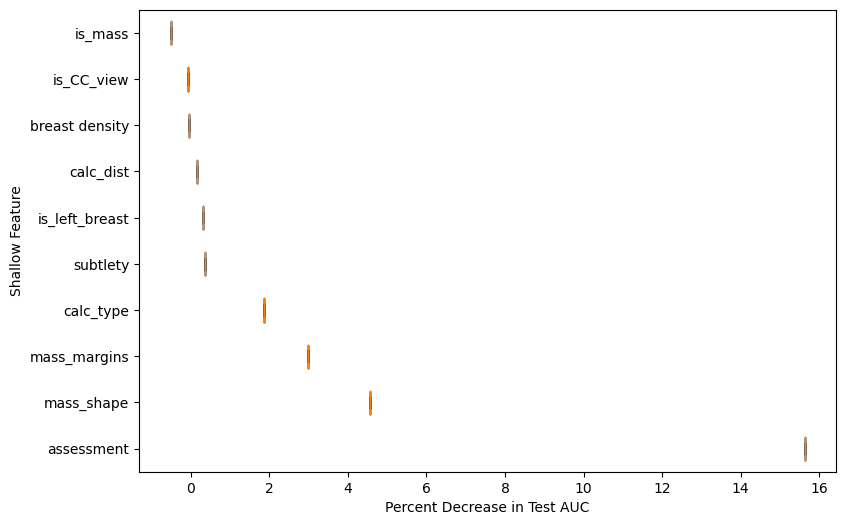 is_mass
is_CC_view
breast density
calc_dist
is_left_breast
subtlety
calc_type
mass_margins
mass_shape
assessment
Shallow Feature
0 2 4 6 8 10 12 14 16
Percent Decrease in Test AUC